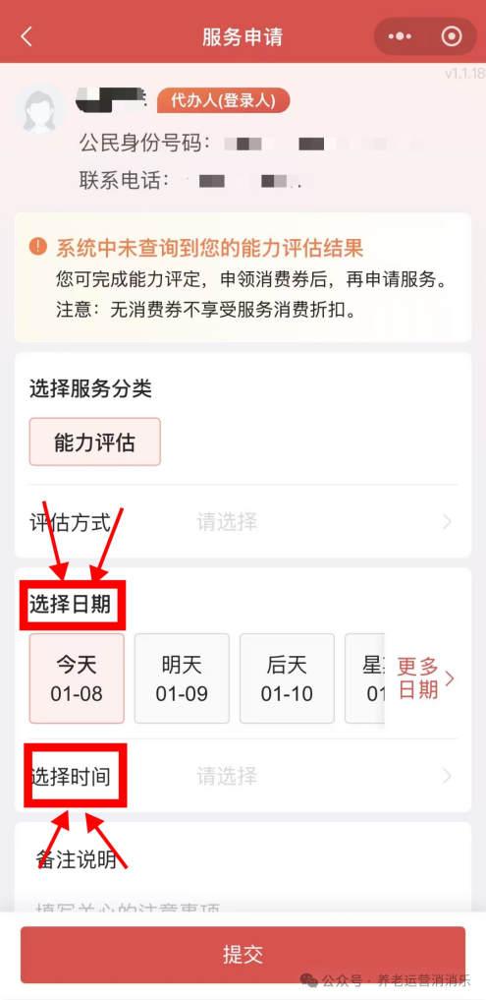 服务申请
v1.1.18
代办人(登录人)
公民身份号码：
联系电话：
系统中未查询到您的能力评估结果
您可完成能力评定，申领消费券后，再申请服务。
注意：无消费券不享受服务消费折扣。
选择服务分类
能力评估
评估方式 请选择
选择日期
今天 明天 后天 更多
01-08 01-09 01-10 01 日期
选择时间 请选择
备注说明
填写关心的注意事项
提交
公众号 · 养老运营消消乐